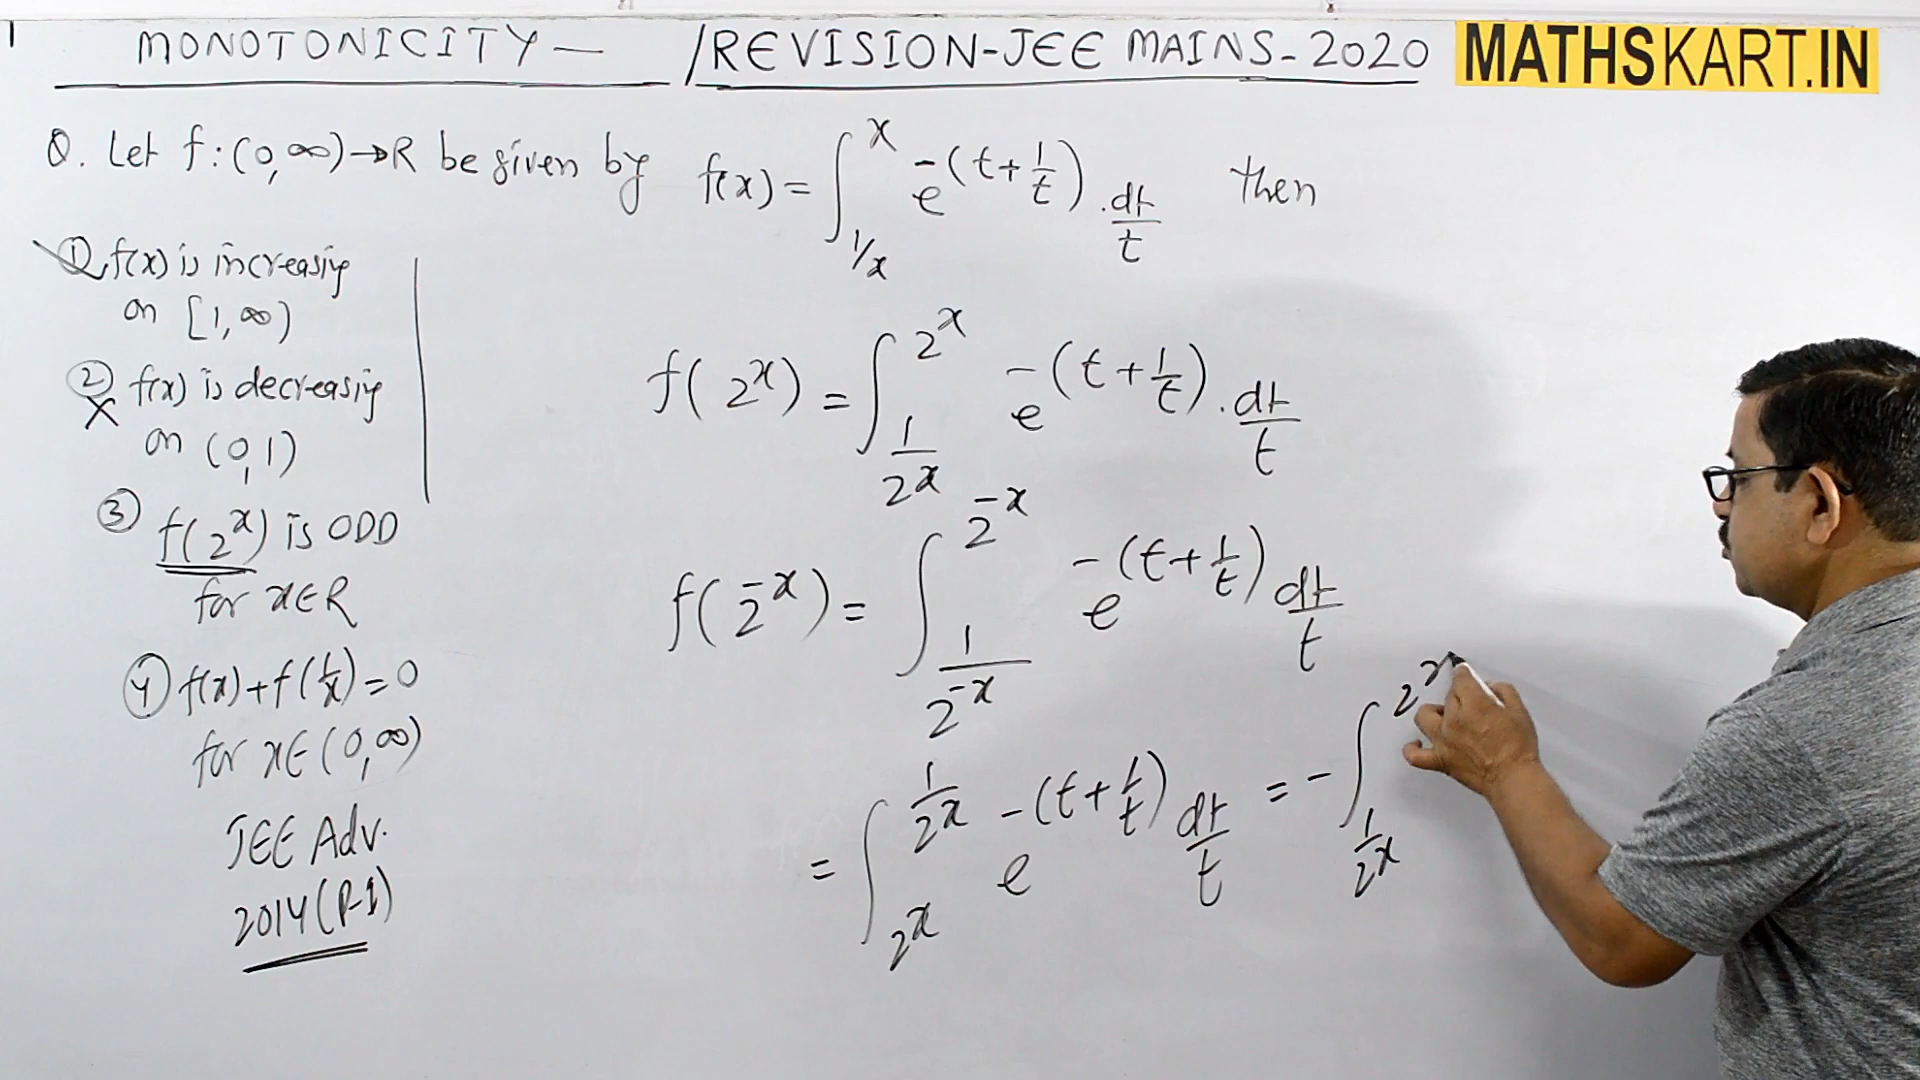 MONOTONICITY — /REVISION-JEE MAINS-2020
MATHSKART.IN
Q. Let f:(0,∞)→R be given by f(x) = ∫_{1/x}^{x} e^{-(t+1/t)} . dt/t then
① f(x) is increasing
on [1,∞)
② f(x) is decreasing
X
on (0,1)
③ f(2^x) is ODD
for x∈R
④ f(x)+f(1/x)=0
for x∈(0,∞)
JEE Adv.
2014(P-1)
f(2^x) = ∫_{1/2^x}^{2^x} e^{-(t+1/t)} . dt/t
f(2^{-x}) = ∫_{1/2^{-x}}^{2^{-x}} e^{-(t+1/t)} dt/t
= ∫_{2^x}^{1/2^x} e^{-(t+1/t)} dt/t = - ∫_{1/2^x}^{2^x}